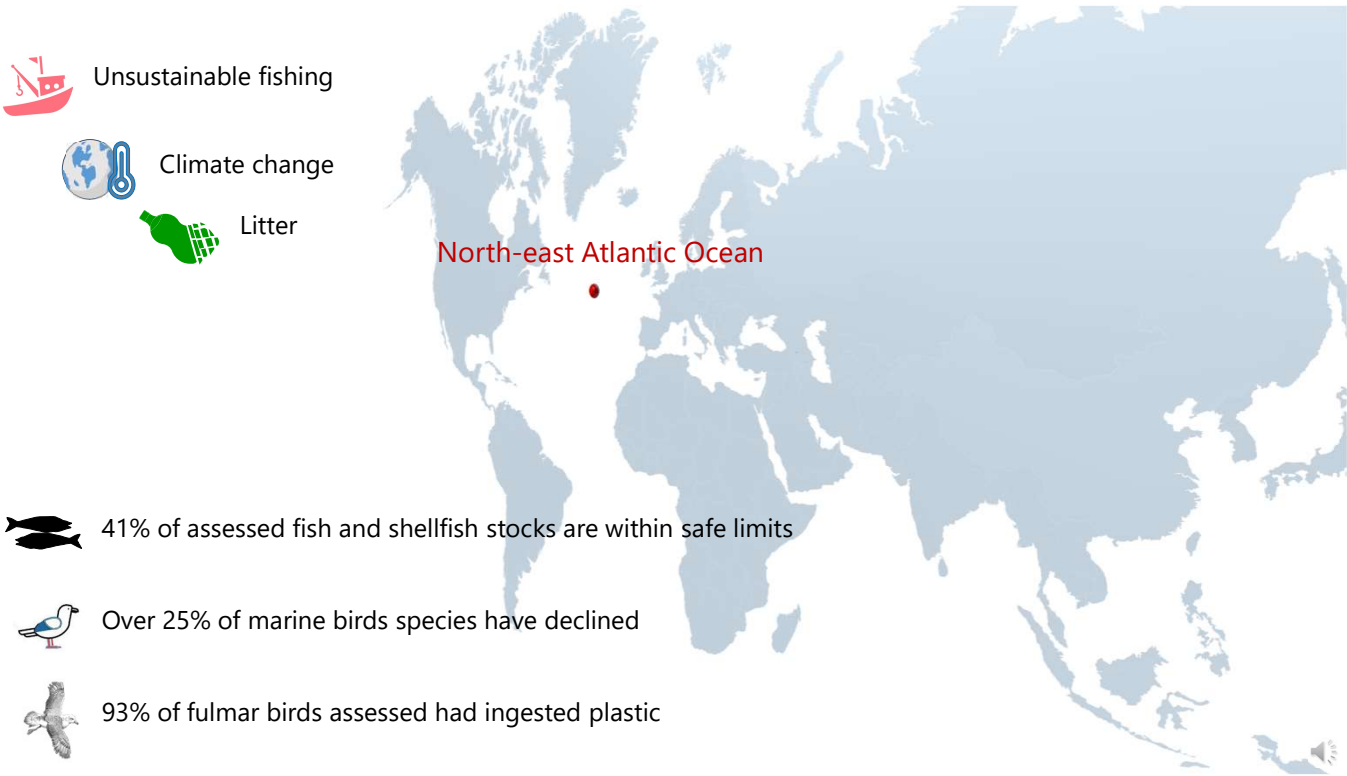 Unsustainable fishing
Climate change
Litter
North-east Atlantic Ocean
41% of assessed fish and shellfish stocks are within safe limits
Over 25% of marine birds species have declined
93% of fulmar birds assessed had ingested plastic